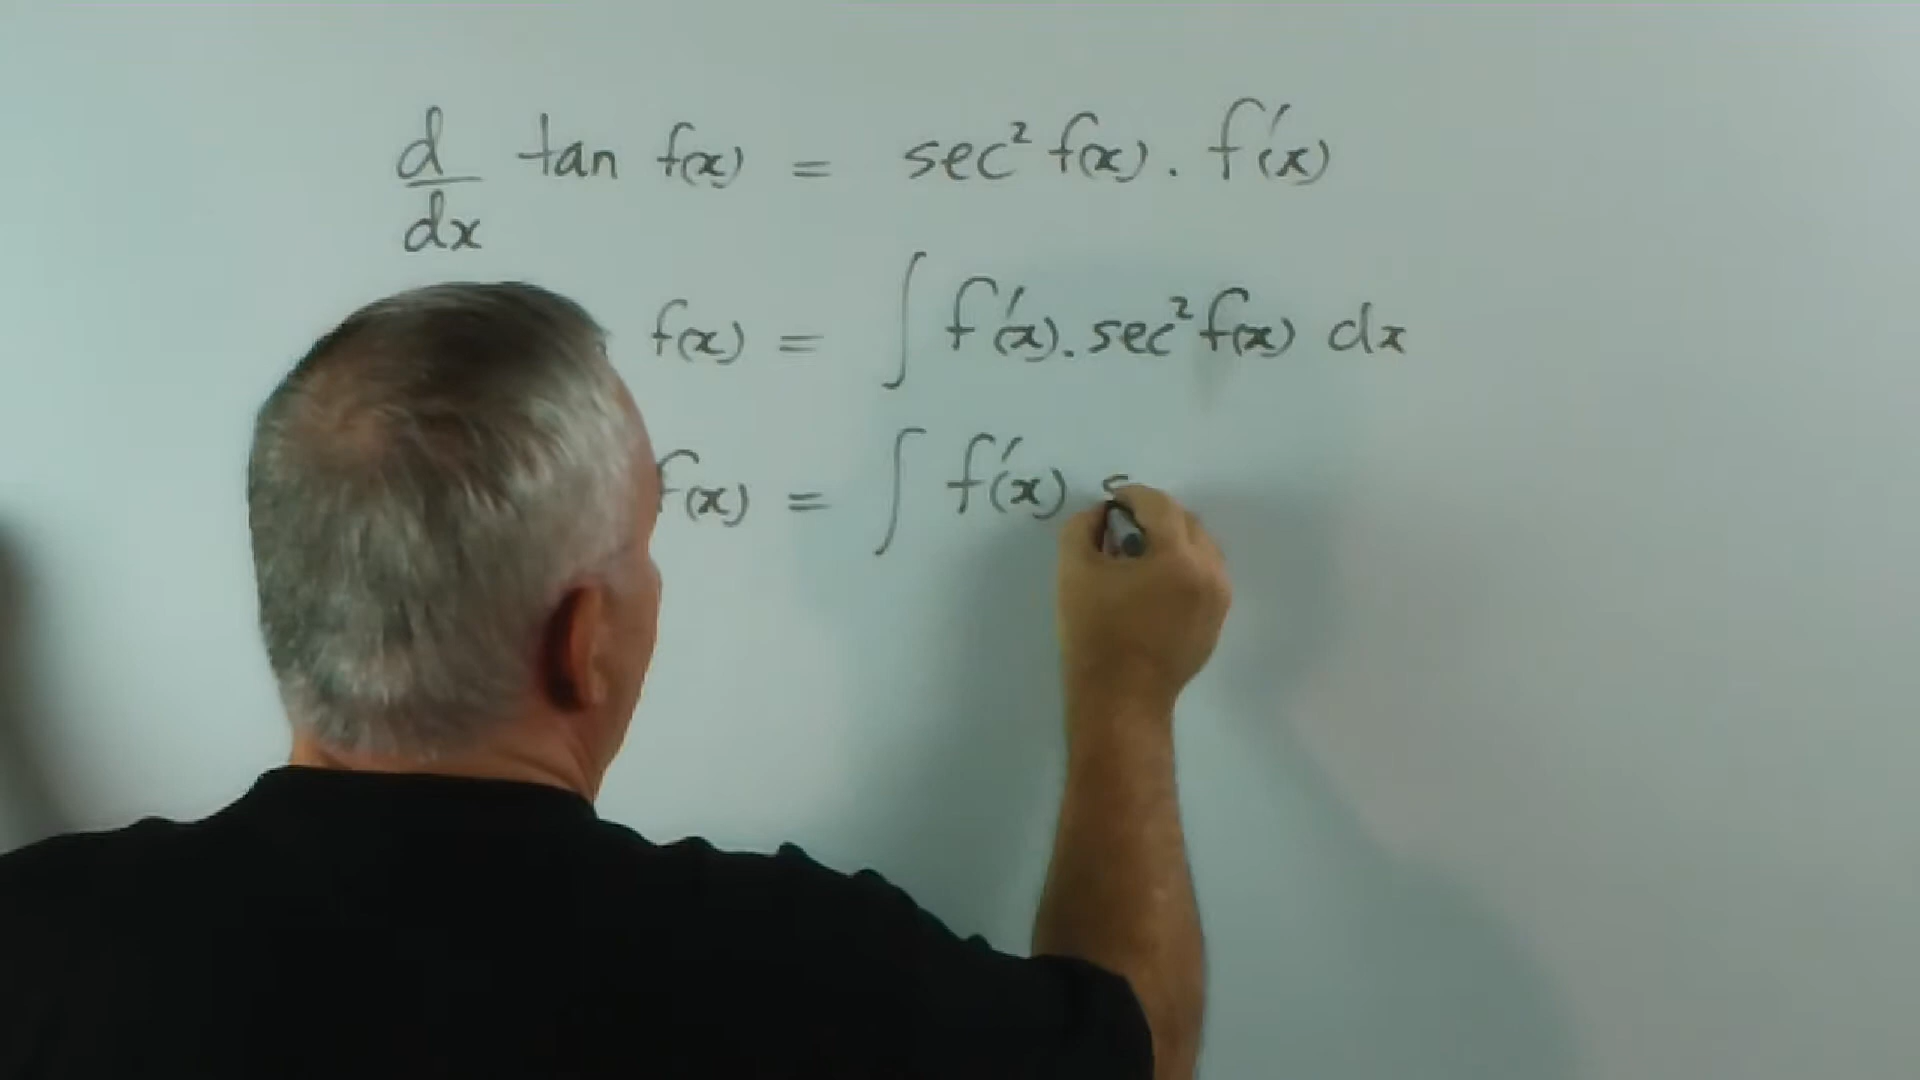 d/dx tan f(x) = sec² f(x) . f'(x)
f(x) = ∫ f'(x) . sec² f(x) dx
f(x) = ∫ f'(x) s